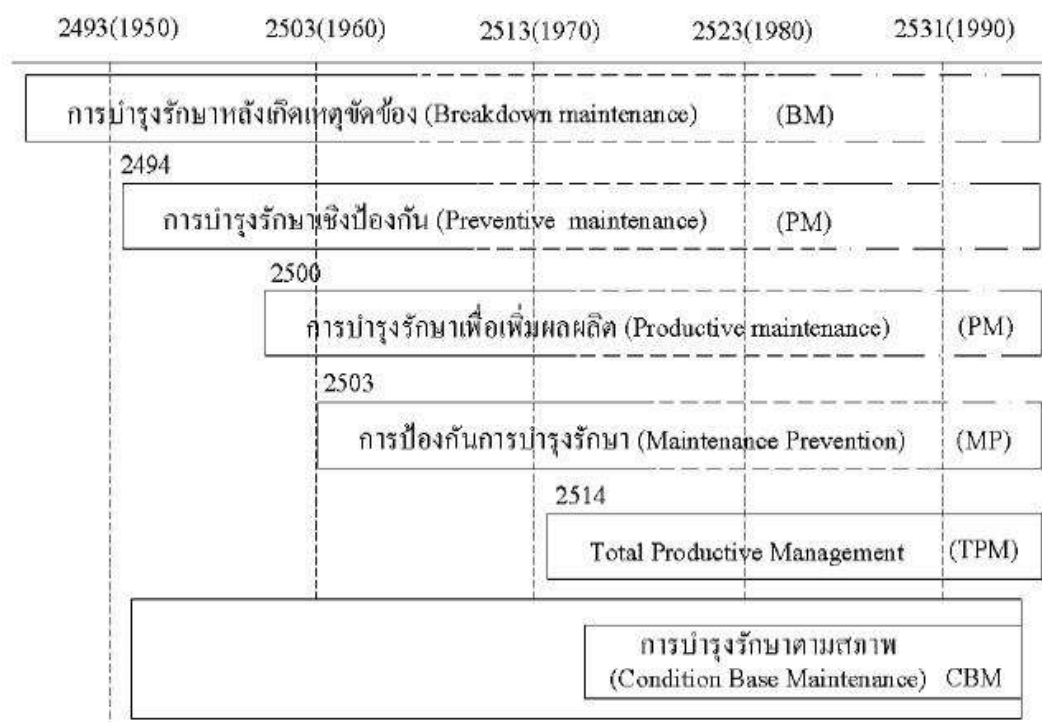 2493(1950) 2503(1960) 2513(1970) 2523(1980) 2531(1990)
การบำรุงรักษาหลังเกิดเหตุขัดข้อง (Breakdown maintenance) (BM)
2494
การบำรุงรักษาเชิงป้องกัน (Preventive maintenance) (PM)
2500
การบำรุงรักษาเพื่อเพิ่มผลผลิต (Productive maintenance) (PM)
2503
การป้องกันการบำรุงรักษา (Maintenance Prevention) (MP)
2514
Total Productive Management (TPM)
การบำรุงรักษาตามสภาพ
(Condition Base Maintenance) CBM